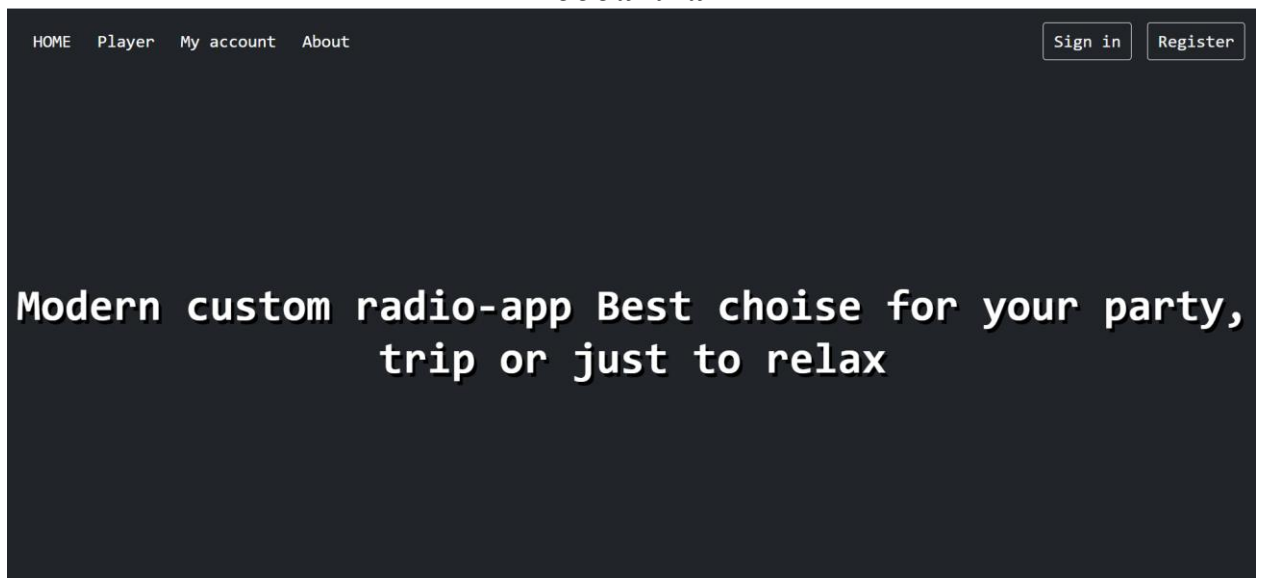 HOME Player My account About Sign in Register
Modern custom radio-app Best choise for your party,
trip or just to relax